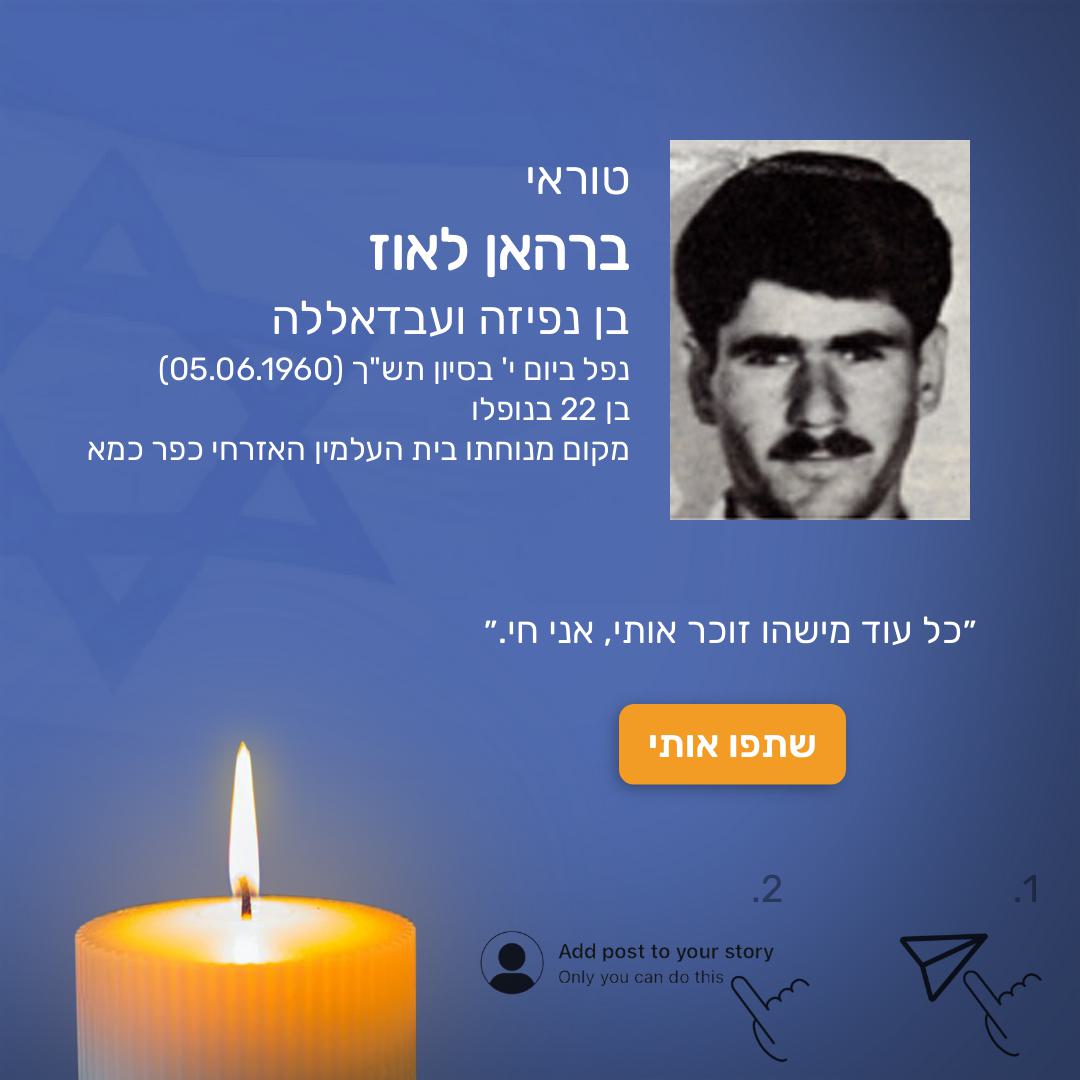 טוראי
ברהאן לאוז
בן נפיזה ועבדאללה
נפל ביום י' בסיון תש"ך (05.06.1960)
בן 22 בנופלו
מקום מנוחתו בית העלמין האזרחי כפר כמא
״כל עוד מישהו זוכר אותי, אני חי.״
שתפו אותי
1.
2.
Add post to your story
Only you can do this